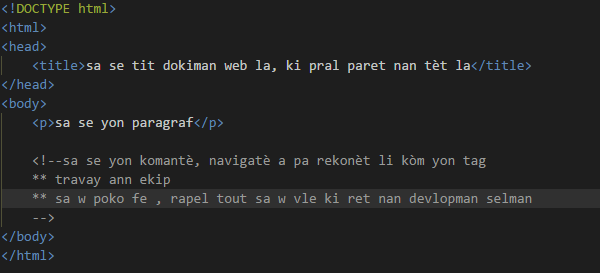 <!DOCTYPE html>
<html>
<head>
    <title>sa se tit dokiman web la, ki pral paret nan tèt la</title>
</head>
<body>
    <p>sa se yon paragraf</p>

    <!--sa se yon komantè, navigatè a pa rekonèt li kòm yon tag
    ** travay ann ekip
    ** sa w poko fe , rapel tout sa w vle ki ret nan devlopman selman
    -->
</body>
</html>